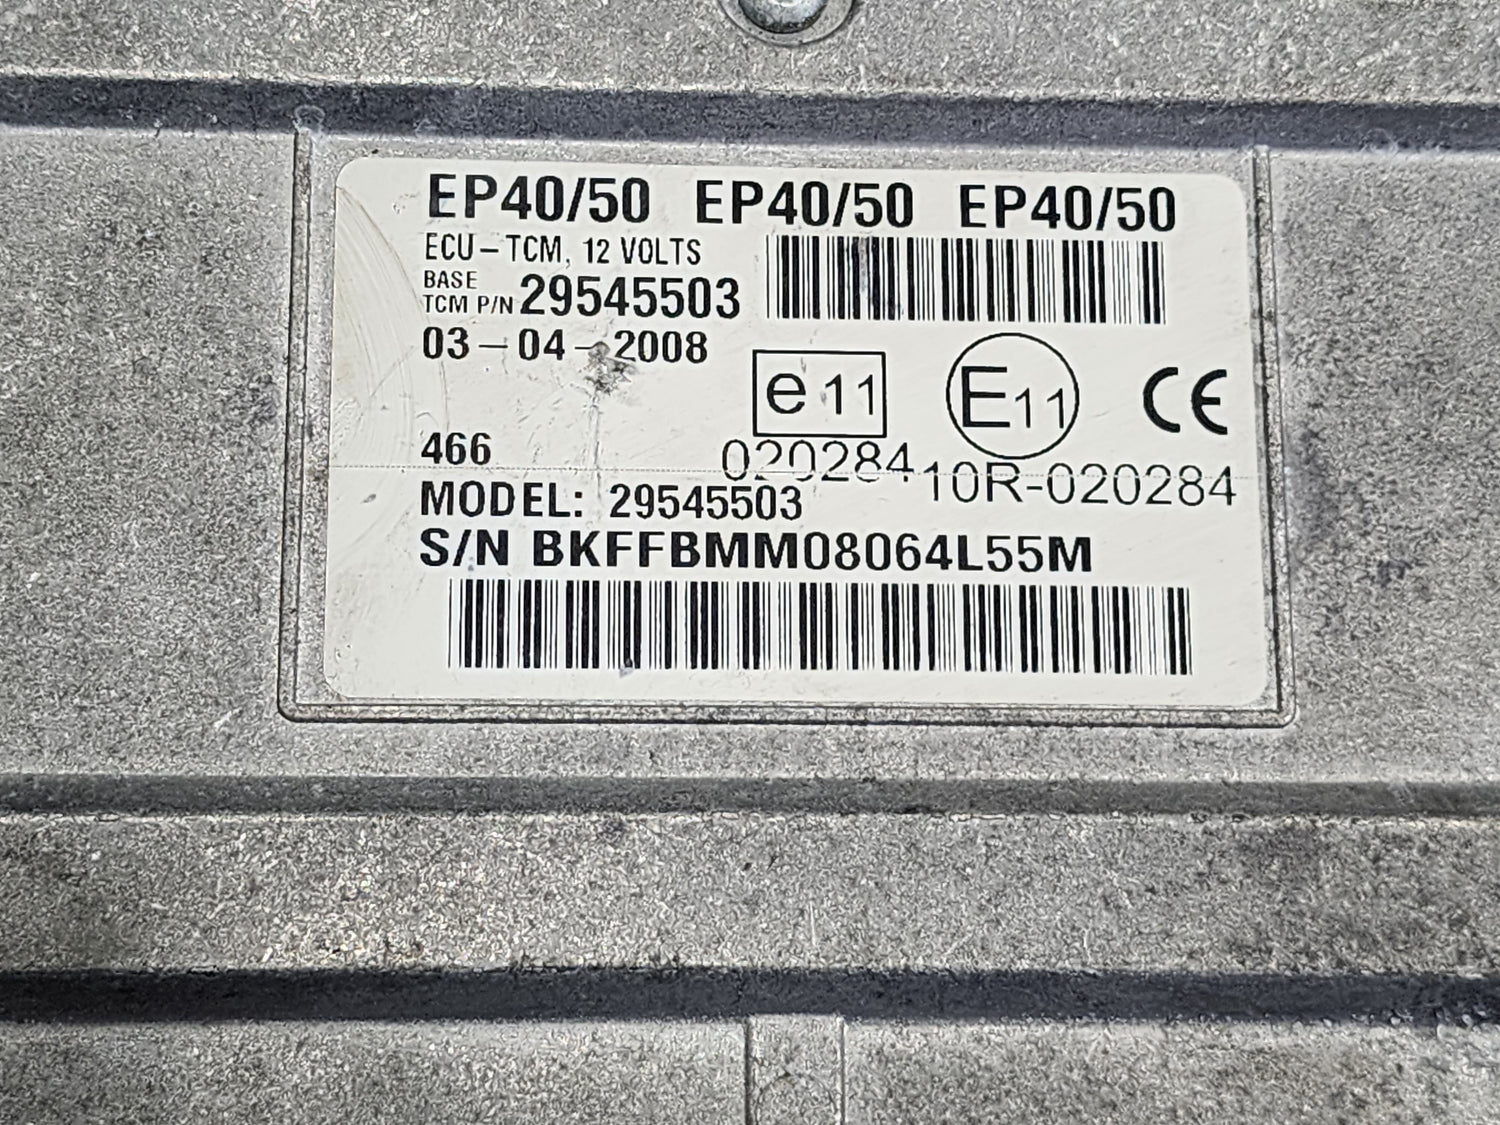 EP40/50 EP40/50 EP40/50
ECU-TCM, 12 VOLTS
BASE
TCM P/N 29545503
03-04-2008
e11
E11
CE
466
020284
10R-020284
MODEL: 29545503
S/N BKFFBMM08064L55M